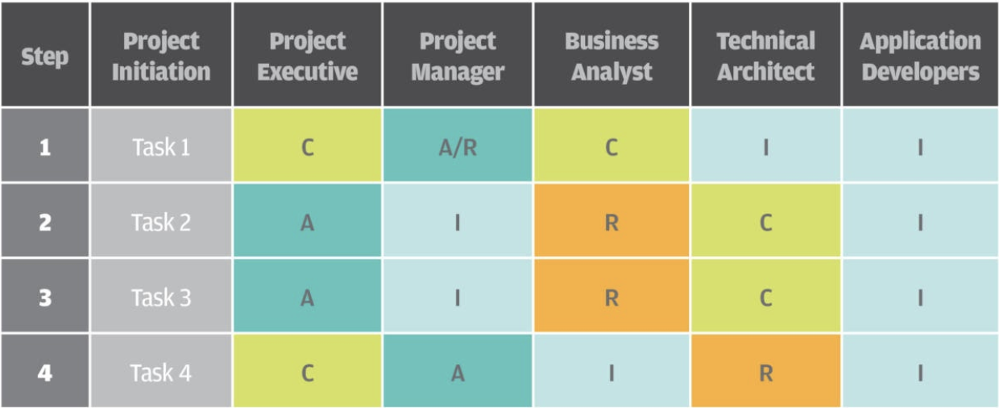 Step Project Initiation Project Executive Project Manager Business Analyst Technical Architect Application Developers
1 Task 1 C A/R C I I
2 Task 2 A I R C I
3 Task 3 A I R C I
4 Task 4 C A I R I